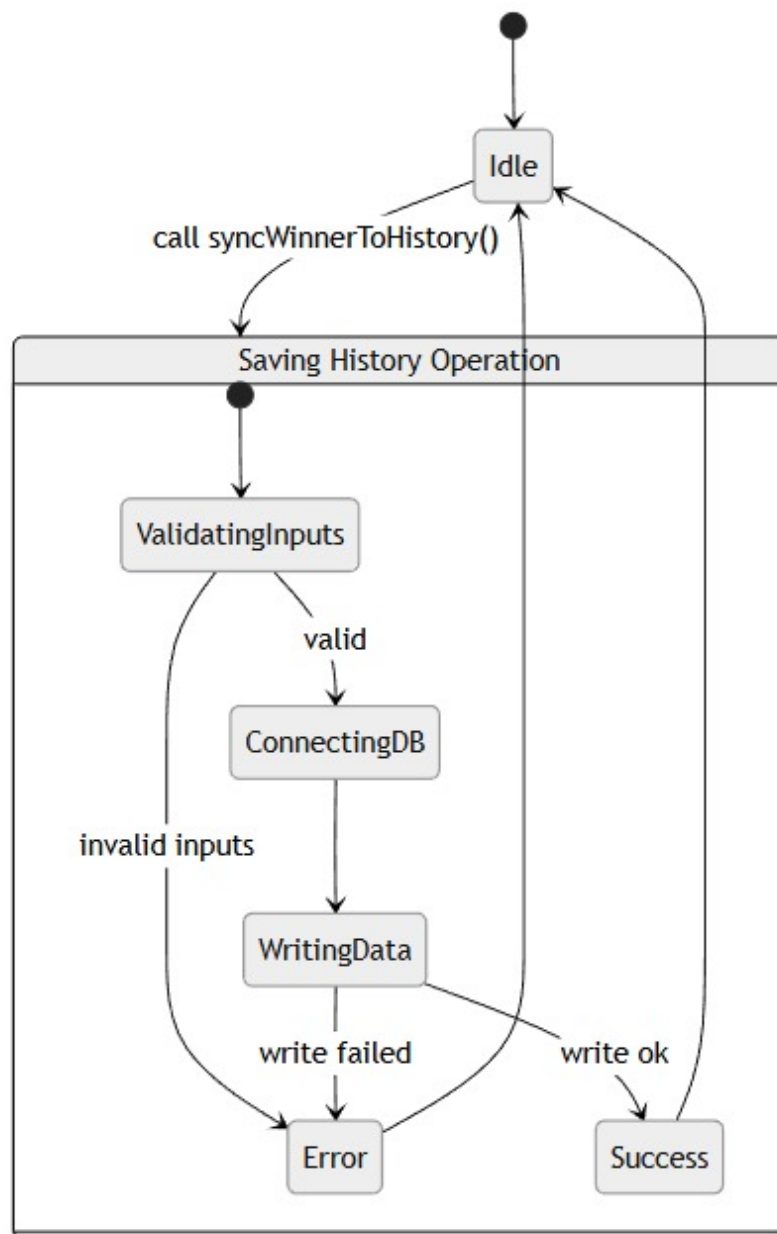 Idle
call syncWinnerToHistory()
Saving History Operation
ValidatingInputs
valid
ConnectingDB
invalid inputs
WritingData
write failed
write ok
Error
Success